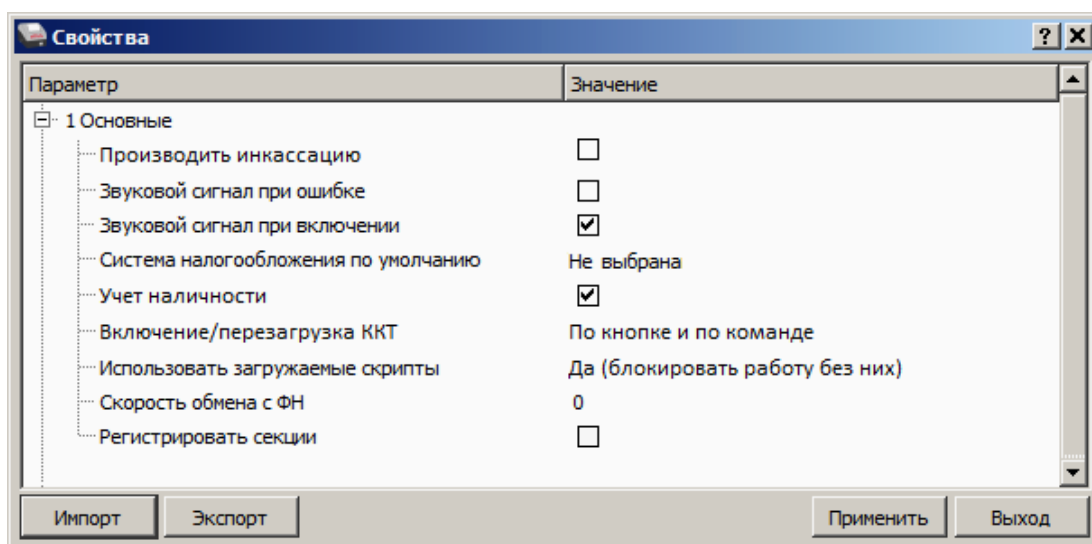 Свойства
Параметр Значение
1 Основные
Производить инкассацию
Звуковой сигнал при ошибке
Звуковой сигнал при включении
Система налогообложения по умолчанию Не выбрана
Учет наличности
Включение/перезагрузка ККТ По кнопке и по команде
Использовать загружаемые скрипты Да (блокировать работу без них)
Скорость обмена с ФН 0
Регистрировать секции
Импорт Экспорт Применить Выход